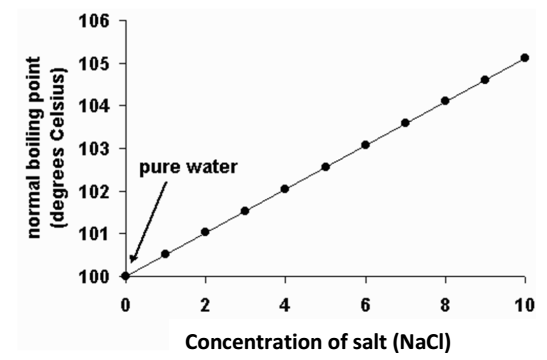 normal boiling point
(degrees Celsius)
106
105
104
103
102
101
100
pure water
0 2 4 6 8 10
Concentration of salt (NaCl)